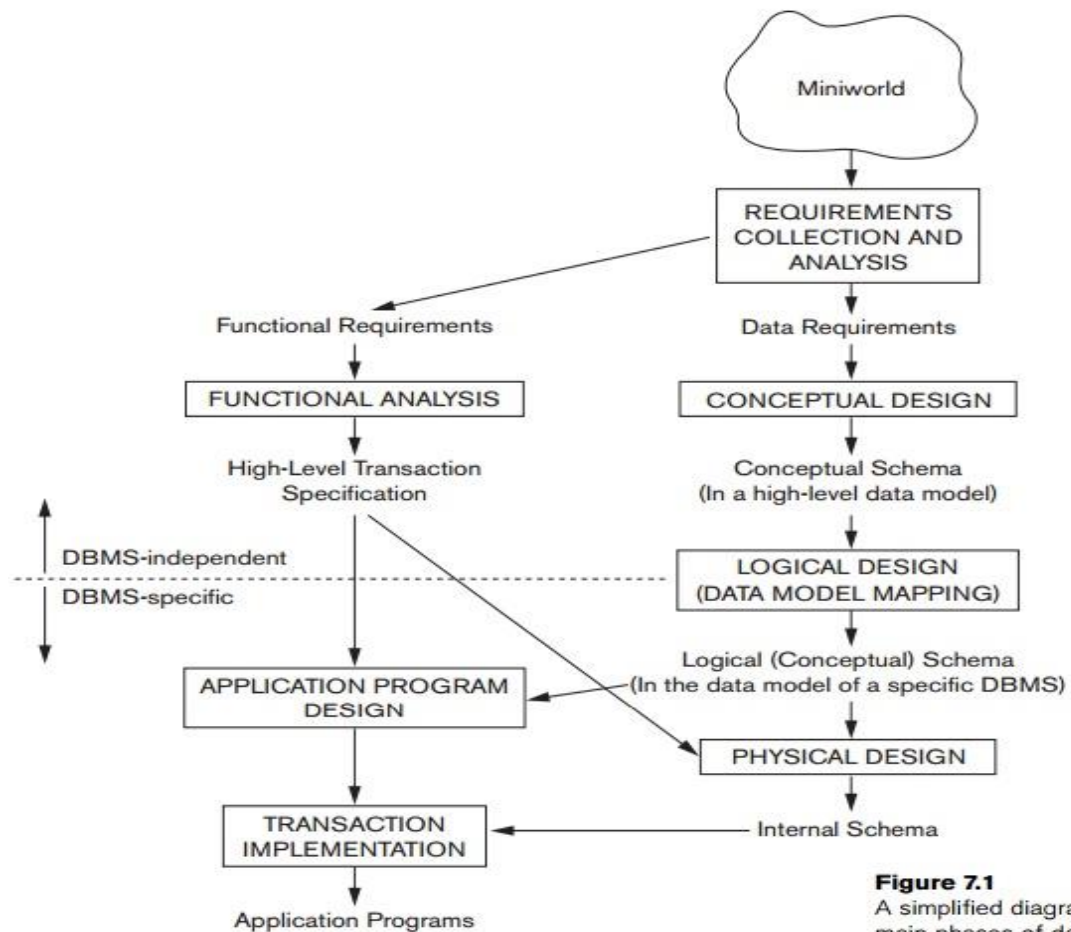 Miniworld
REQUIREMENTS
COLLECTION AND
ANALYSIS
Functional Requirements
Data Requirements
FUNCTIONAL ANALYSIS
CONCEPTUAL DESIGN
High-Level Transaction
Specification
Conceptual Schema
(In a high-level data model)
DBMS-independent
DBMS-specific
LOGICAL DESIGN
(DATA MODEL MAPPING)
Logical (Conceptual) Schema
(In the data model of a specific DBMS)
APPLICATION PROGRAM
DESIGN
PHYSICAL DESIGN
TRANSACTION
IMPLEMENTATION
Internal Schema
Application Programs
Figure 7.1
A simplified diagra